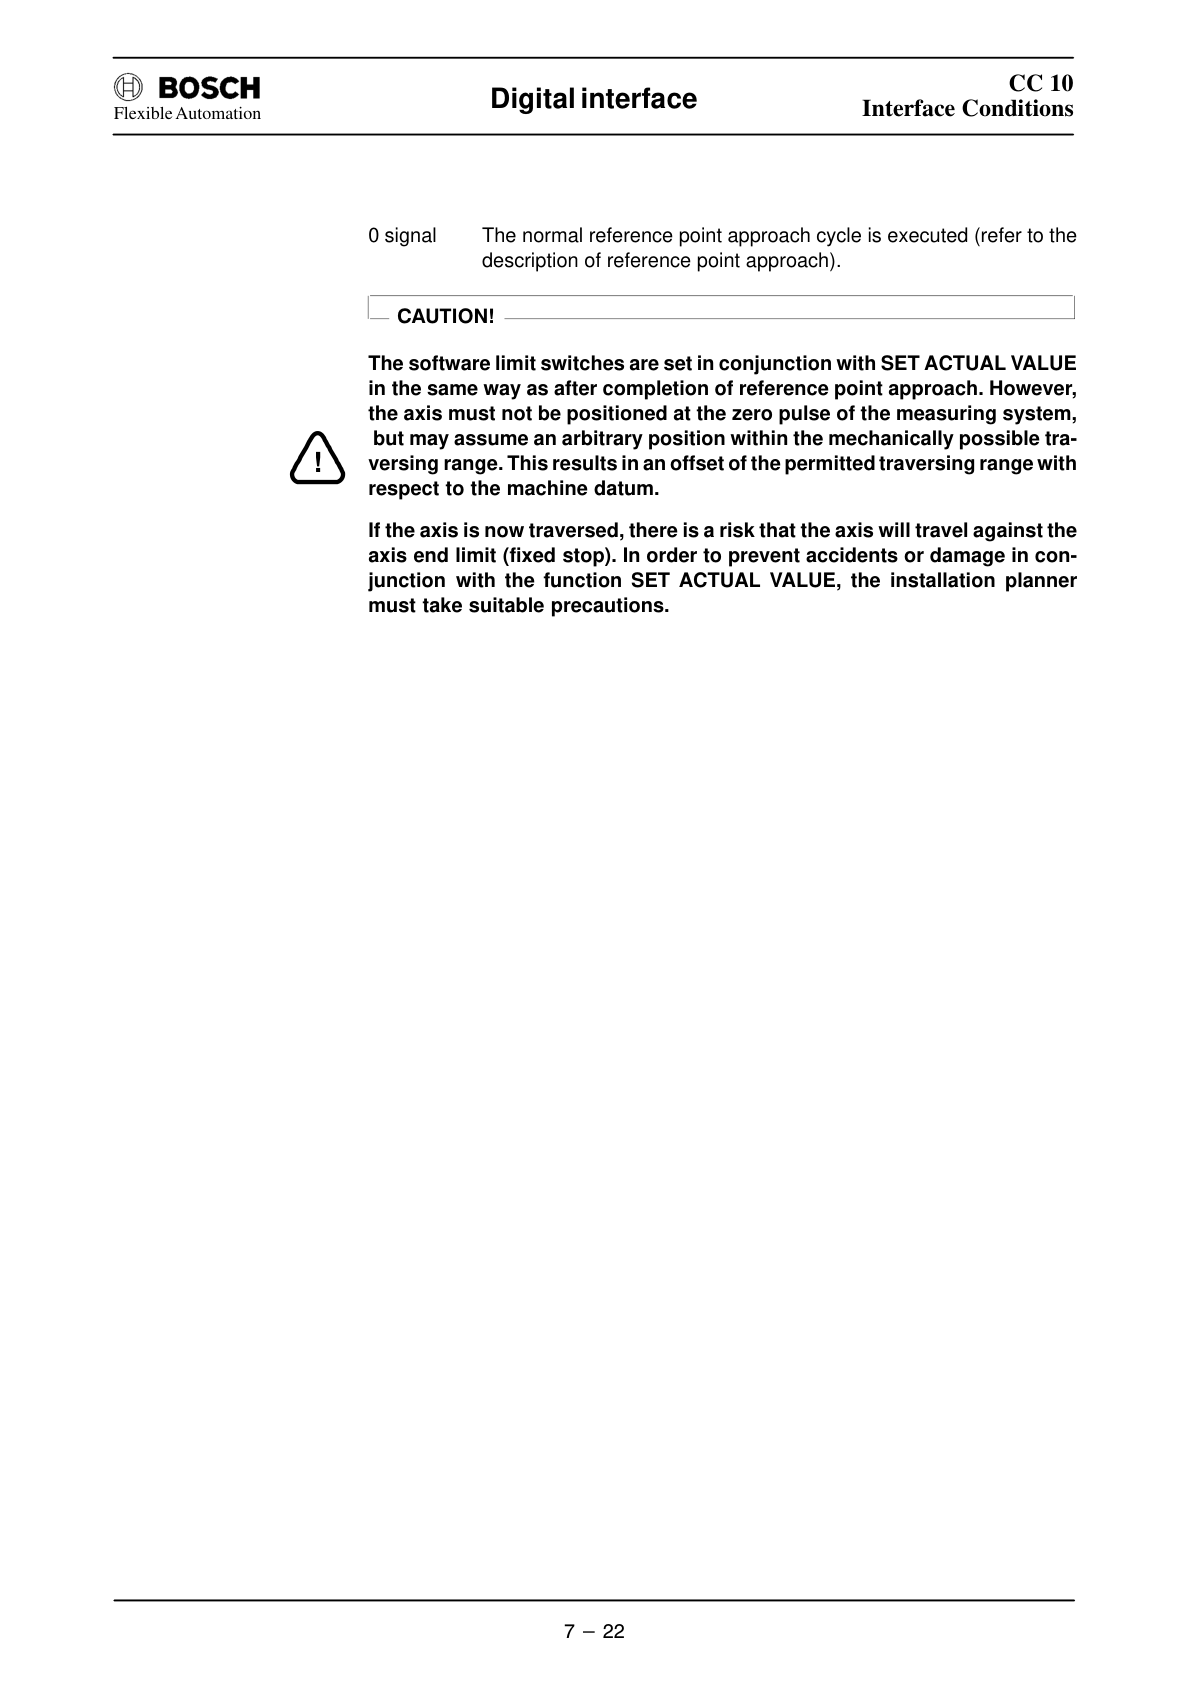 BOSCH
Flexible Automation
Digital interface
CC 10
Interface Conditions
0 signal The normal reference point approach cycle is executed (refer to the
description of reference point approach).
CAUTION!
The software limit switches are set in conjunction with SET ACTUAL VALUE
in the same way as after completion of reference point approach. However,
the axis must not be positioned at the zero pulse of the measuring system,
but may assume an arbitrary position within the mechanically possible tra-
!
versing range. This results in an offset of the permitted traversing range with
respect to the machine datum.
If the axis is now traversed, there is a risk that the axis will travel against the
axis end limit (fixed stop). In order to prevent accidents or damage in con-
junction with the function SET ACTUAL VALUE, the installation planner
must take suitable precautions.
7 – 22